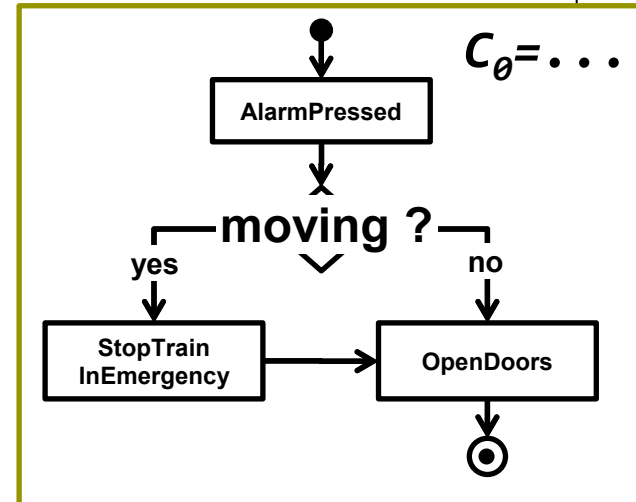 C₀=...
AlarmPressed
moving ?
yes
no
StopTrain
InEmergency
OpenDoors